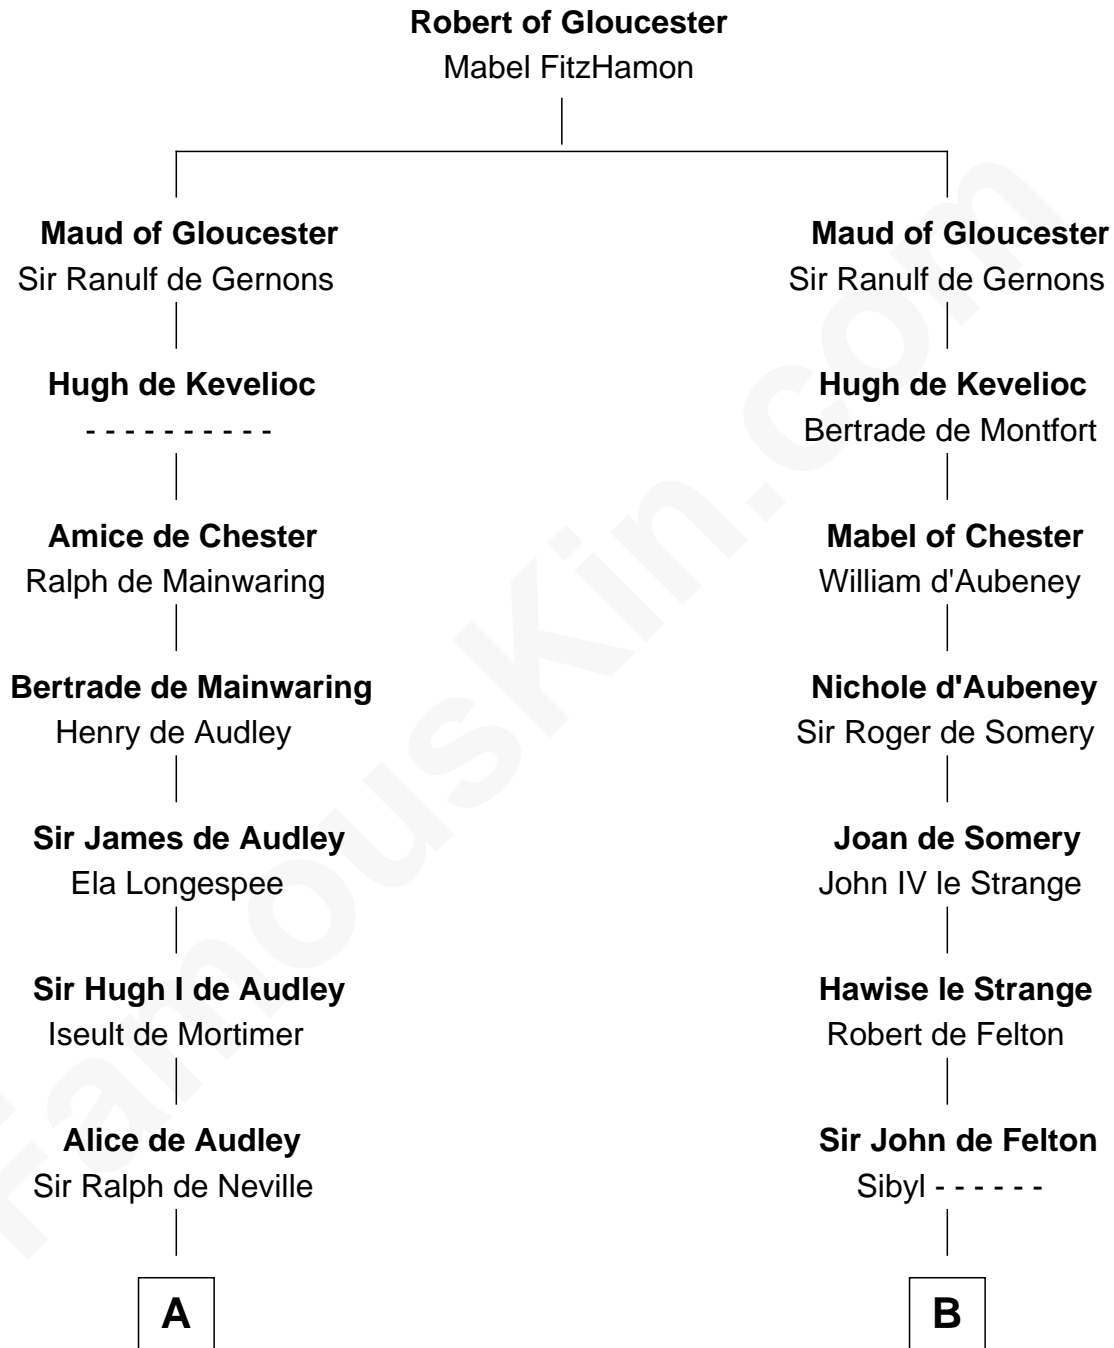 Robert of Gloucester
Mabel FitzHamon
Maud of Gloucester
Sir Ranulf de Gernons
Hugh de Kevelioc
- - - - - - - - - -
Amice de Chester
Ralph de Mainwaring
Bertrade de Mainwaring
Henry de Audley
Sir James de Audley
Ela Longespee
Sir Hugh I de Audley
Iseult de Mortimer
Alice de Audley
Sir Ralph de Neville
A
Maud of Gloucester
Sir Ranulf de Gernons
Hugh de Kevelioc
Bertrade de Montfort
Mabel of Chester
William d'Aubeney
Nichole d'Aubeney
Sir Roger de Somery
Joan de Somery
John IV le Strange
Hawise le Strange
Robert de Felton
Sir John de Felton
Sibyl - - - - - -
B
FamousKin.com